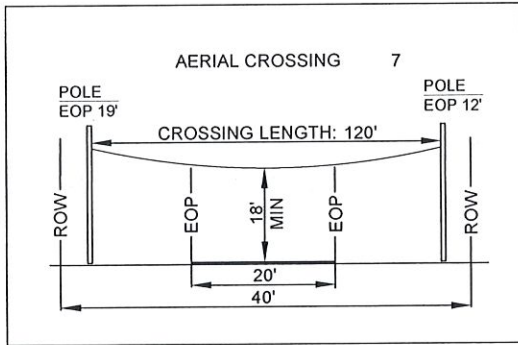 AERIAL CROSSING 7
POLE
EOP 19'
POLE
EOP 12'
CROSSING LENGTH: 120'
ROW
EOP
18'
MIN
EOP
ROW
20'
40'